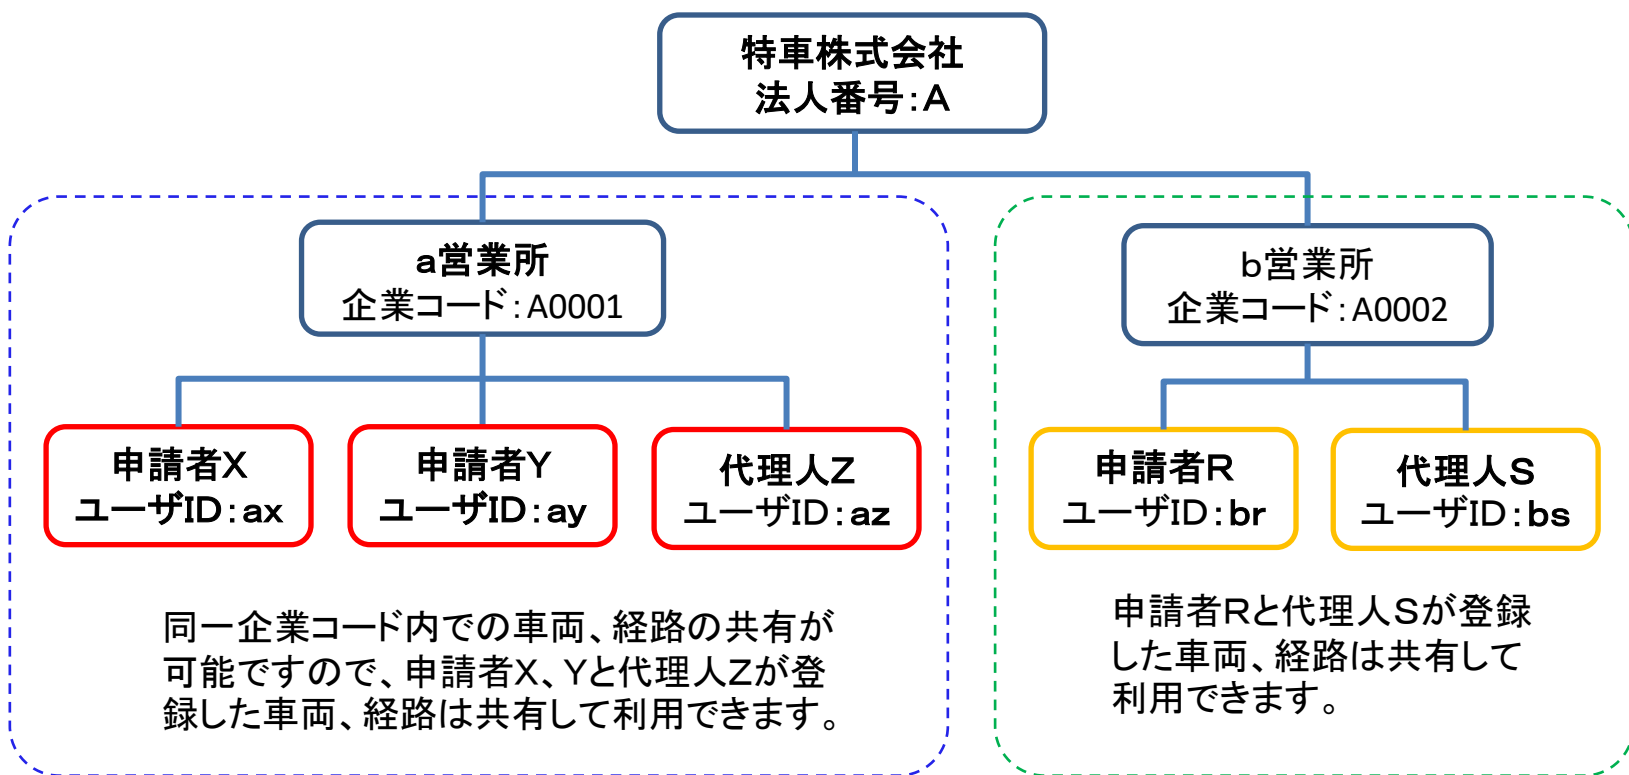 特車株式会社
法人番号：A
a営業所
企業コード：A0001
b営業所
企業コード：A0002
申請者X
ユーザID：ax
申請者Y
ユーザID：ay
代理人Z
ユーザID：az
申請者R
ユーザID：br
代理人S
ユーザID：bs
同一企業コード内での車両、経路の共有が
可能ですので、申請者X、Yと代理人Zが登
録した車両、経路は共有して利用できます。
申請者Rと代理人Sが登録
した車両、経路は共有して
利用できます。